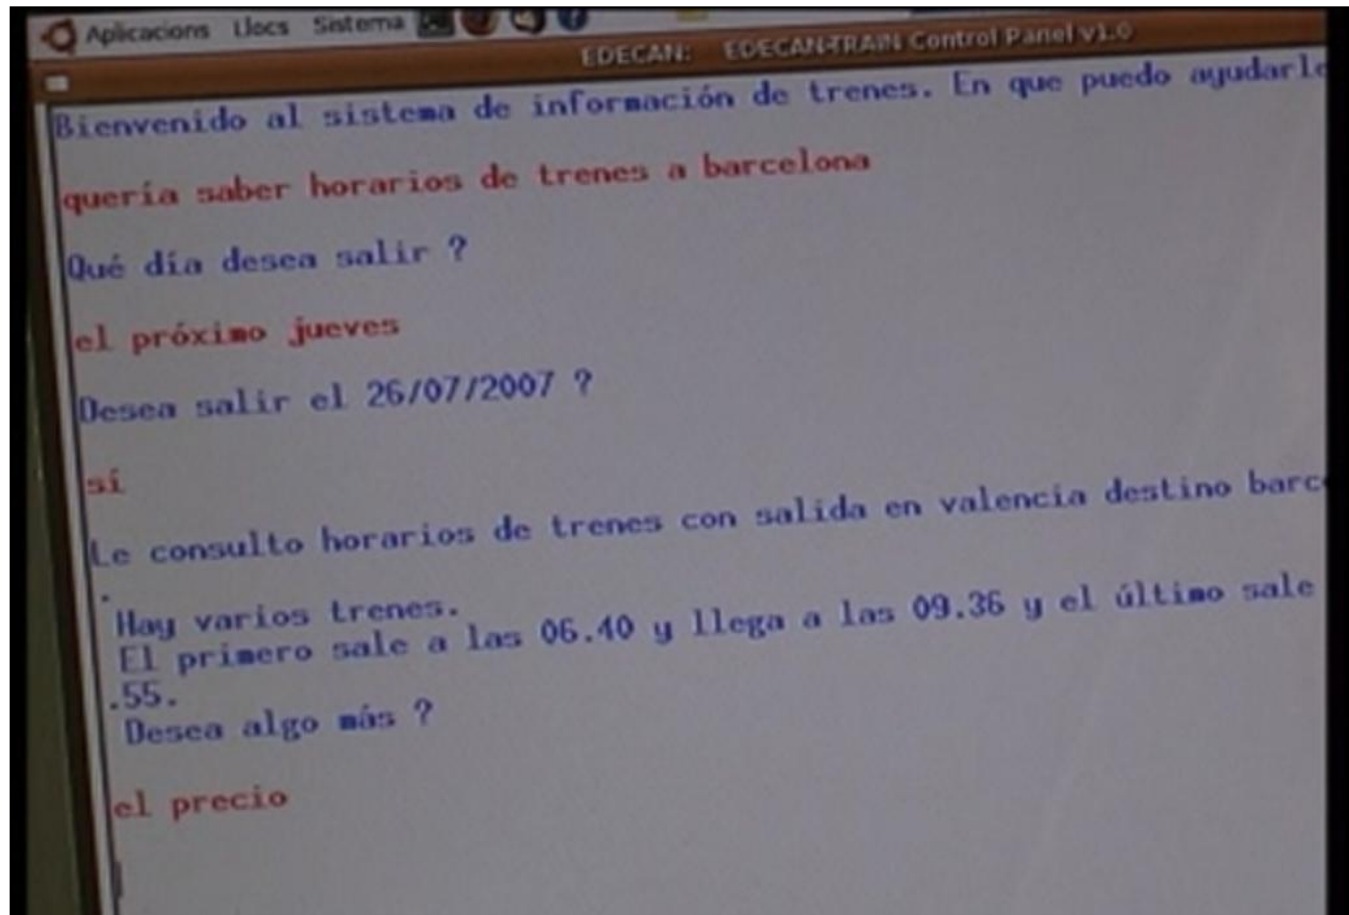 Aplicacions Llocs Sistema
EDECAN: EDECAN-TRAIN Control Panel v1.0
Bienvenido al sistema de información de trenes. En que puedo ayudarle
quería saber horarios de trenes a barcelona
Qué día desea salir ?
el próximo jueves
Desea salir el 26/07/2007 ?
sí
Le consulto horarios de trenes con salida en valencia destino barc
.
Hay varios trenes.
El primero sale a las 06.40 y llega a las 09.36 y el último sale
.55.
Desea algo más ?
el precio